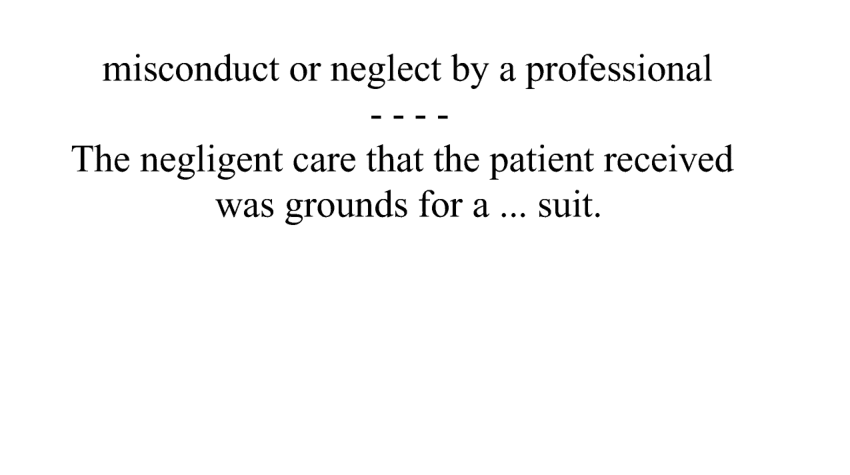 misconduct or neglect by a professional
- - - -
The negligent care that the patient received
was grounds for a ... suit.